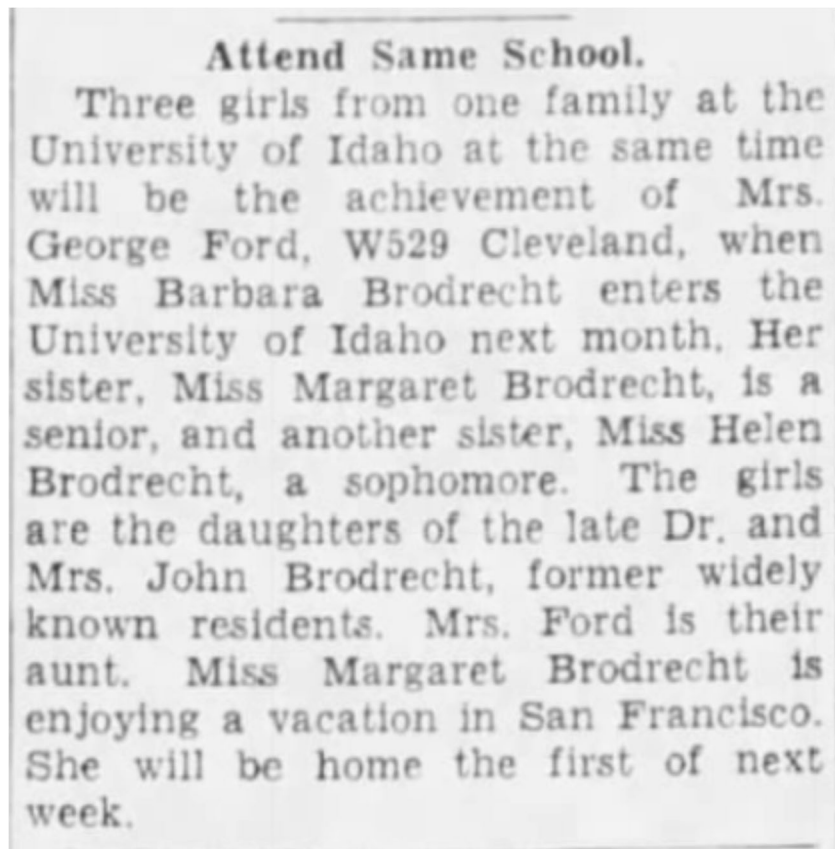 Attend Same School.
Three girls from one family at the
University of Idaho at the same time
will be the achievement of Mrs.
George Ford, W529 Cleveland, when
Miss Barbara Brodrecht enters the
University of Idaho next month. Her
sister, Miss Margaret Brodrecht, is a
senior, and another sister, Miss Helen
Brodrecht, a sophomore. The girls
are the daughters of the late Dr. and
Mrs. John Brodrecht, former widely
known residents. Mrs. Ford is their
aunt. Miss Margaret Brodrecht is
enjoying a vacation in San Francisco.
She will be home the first of next
week.